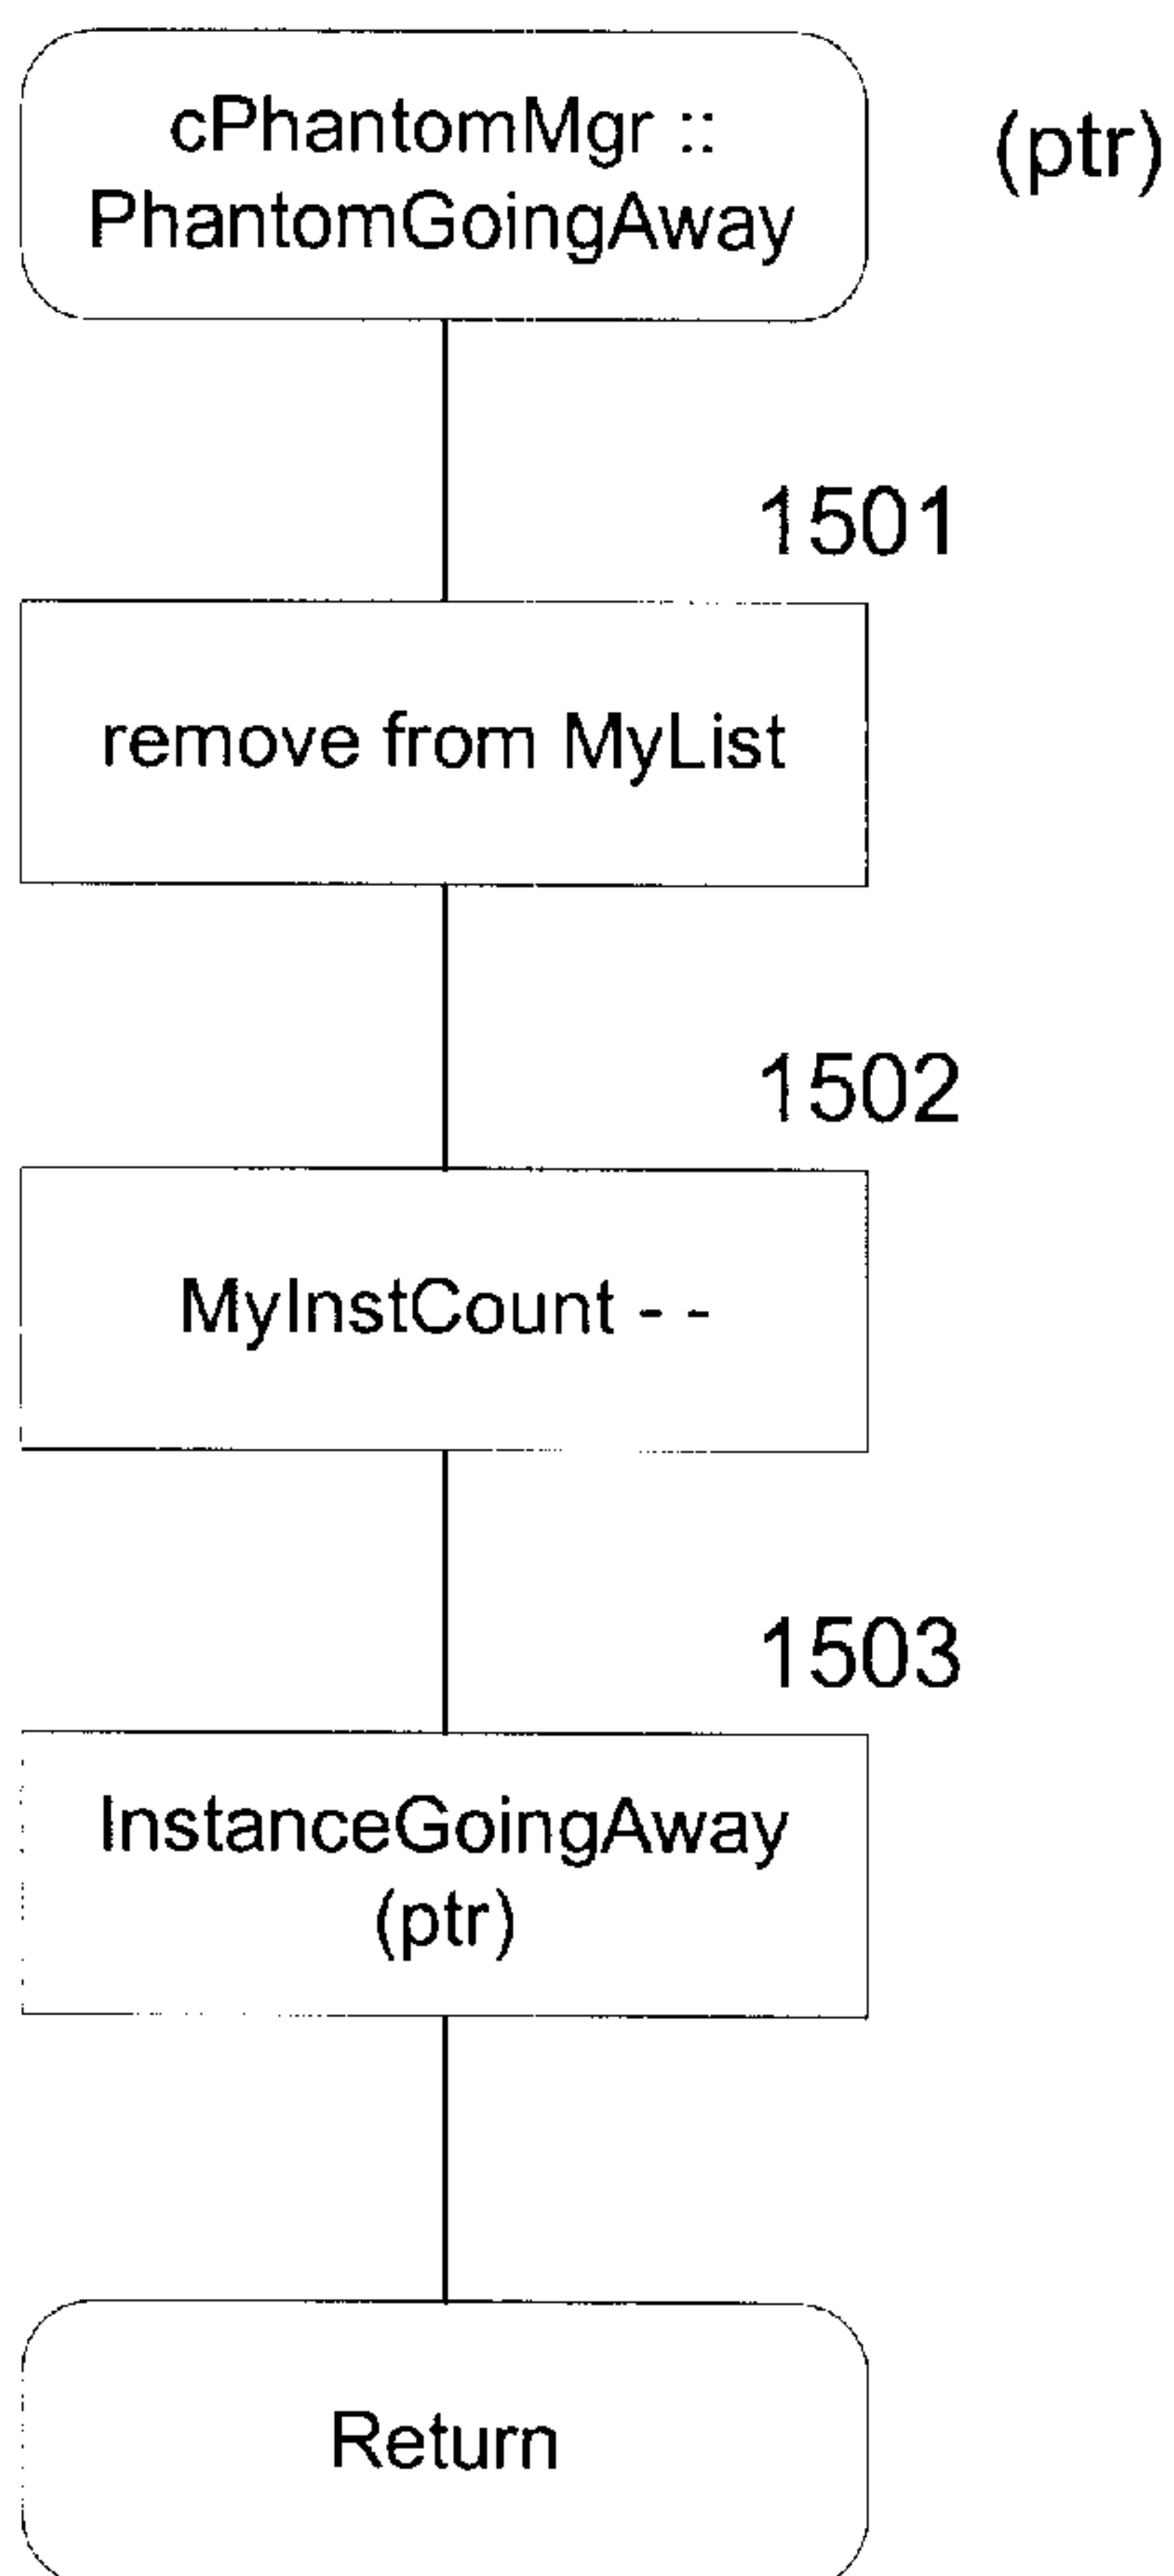 cPhantomMgr ::
PhantomGoingAway
(ptr)
1501
remove from MyList
1502
MyInstCount - -
1503
InstanceGoingAway
(ptr)
Return